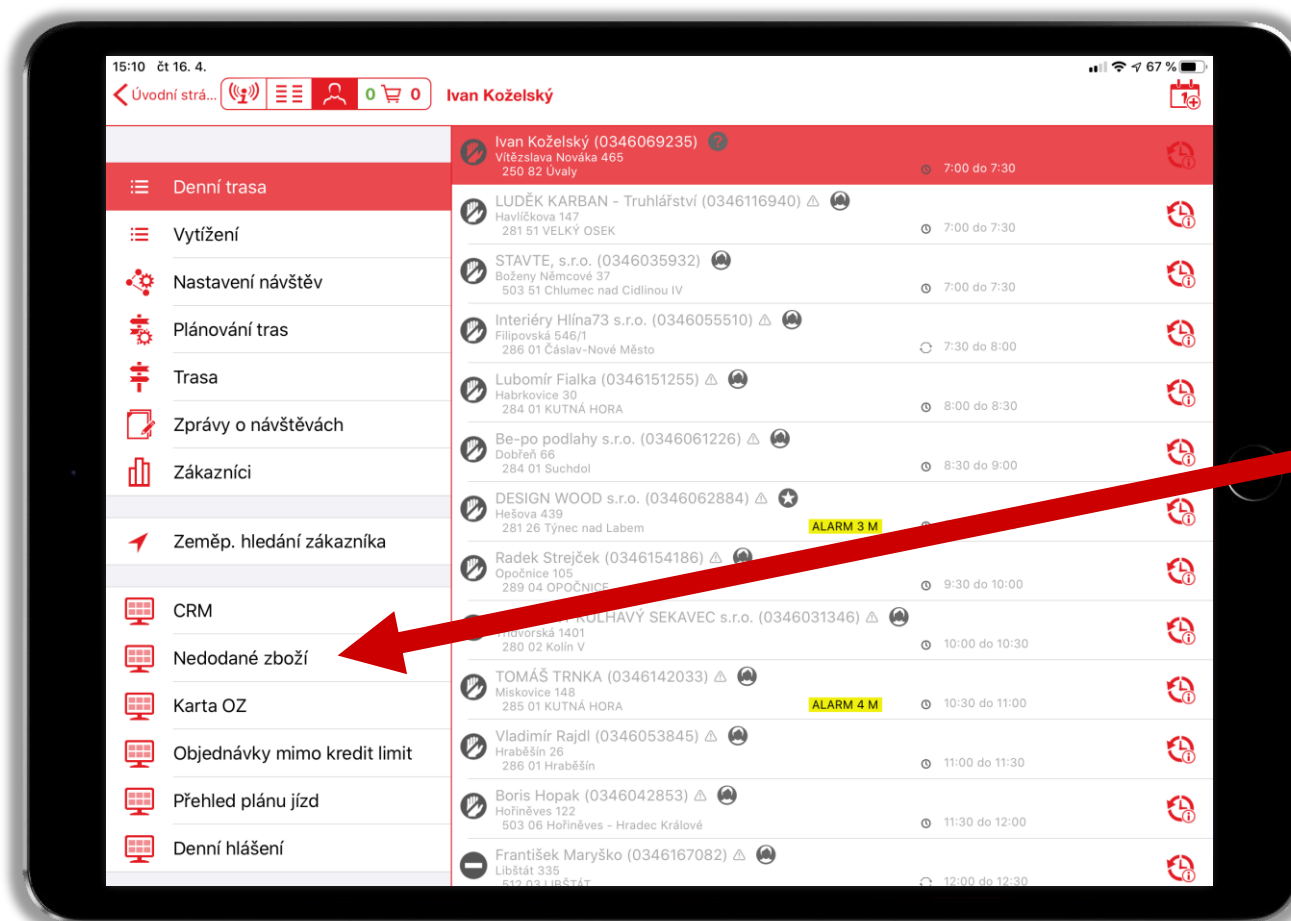 15:10 čt 16. 4.
67 %
Úvodní strá...
0 0
Ivan Koželský
1
Denní trasa
Vytížení
Nastavení návštěv
Plánování tras
Trasa
Zprávy o návštěvách
Zákazníci
Zeměp. hledání zákazníka
CRM
Nedodané zboží
Karta OZ
Objednávky mimo kredit limit
Přehled plánu jízd
Denní hlášení
Ivan Koželský (0346069235) ?
Vítězslava Nováka 465
250 82 Úvaly
7:00 do 7:30
LUDĚK KARBAN - Truhlářství (0346116940)
Havlíčkova 147
281 51 VELKÝ OSEK
7:00 do 7:30
STAVTE, s.r.o. (0346035932)
Boženy Němcové 37
503 51 Chlumec nad Cidlinou IV
7:00 do 7:30
Interiéry Hlína73 s.r.o. (0346055510)
Filipovská 546/1
286 01 Čáslav-Nové Město
7:30 do 8:00
Lubomír Fialka (0346151255)
Habrkovice 30
284 01 KUTNÁ HORA
8:00 do 8:30
Be-po podlahy s.r.o. (0346061226)
Dobřeň 66
284 01 Suchdol
8:30 do 9:00
DESIGN WOOD s.r.o. (0346062884)
Hešova 439
281 26 Týnec nad Labem
ALARM 3 M
Radek Strejček (0346154186)
Opočnice 105
289 04 OPOČNICE
9:30 do 10:00
KULHAVÝ SEKAVEC s.r.o. (0346031346)
1401
280 02 Kolín V
10:00 do 10:30
TOMÁŠ TRNKA (0346142033)
Miskovice 148
285 01 KUTNÁ HORA
ALARM 4 M
10:30 do 11:00
Vladimír Rajdl (0346053845)
Hraběšín 26
286 01 Hraběšín
11:00 do 11:30
Boris Hopak (0346042853)
Hořiněves 122
503 06 Hořiněves - Hradec Králové
11:30 do 12:00
František Maryško (0346167082)
Libštát 335
512 03 LIBŠTÁT
12:00 do 12:30